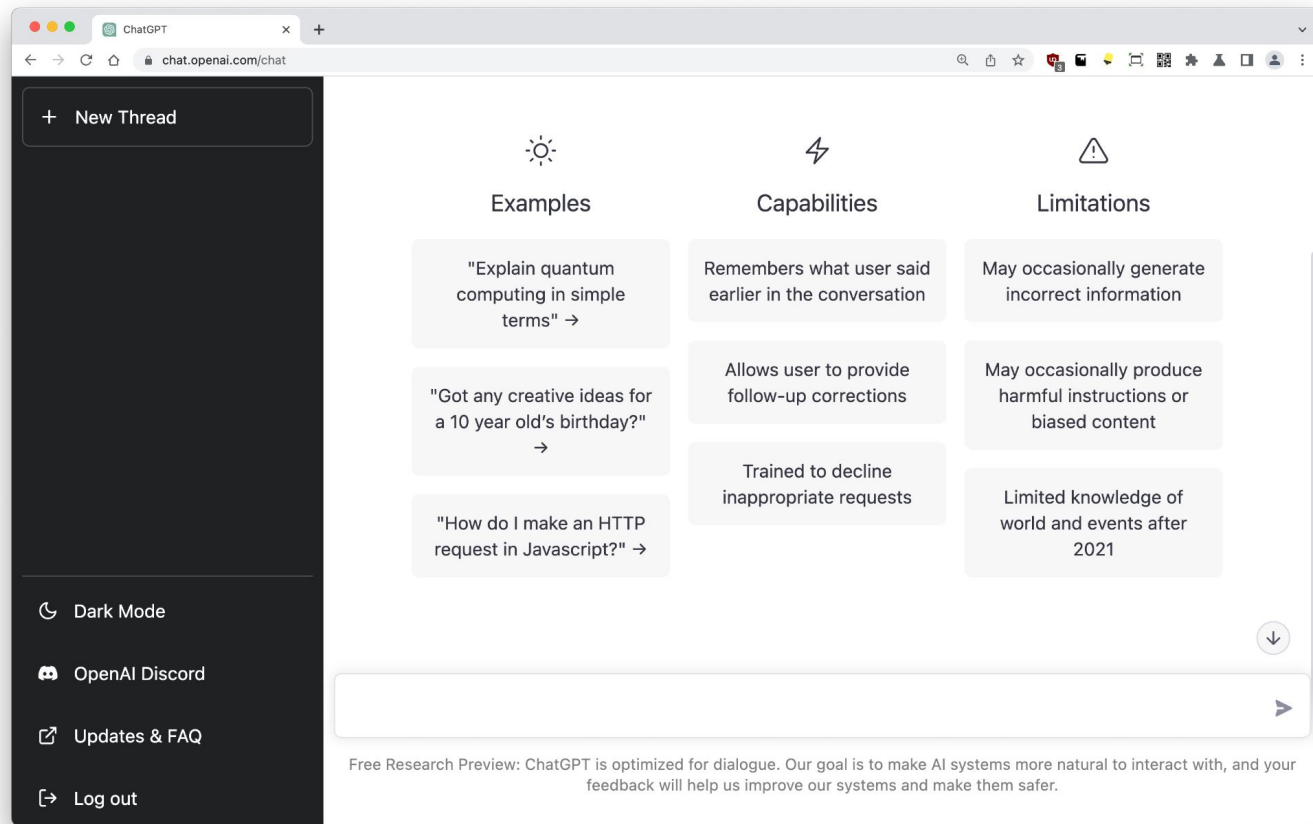 ChatGPT
chat.openai.com/chat
3
New Thread
Dark Mode
OpenAI Discord
Updates & FAQ
Log out
Examples
"Explain quantum
computing in simple
terms" →
"Got any creative ideas for
a 10 year old's birthday?"
→
"How do I make an HTTP
request in Javascript?" →
Capabilities
Remembers what user said
earlier in the conversation
Allows user to provide
follow-up corrections
Trained to decline
inappropriate requests
Limitations
May occasionally generate
incorrect information
May occasionally produce
harmful instructions or
biased content
Limited knowledge of
world and events after
2021
Free Research Preview: ChatGPT is optimized for dialogue. Our goal is to make AI systems more natural to interact with, and your
feedback will help us improve our systems and make them safer.